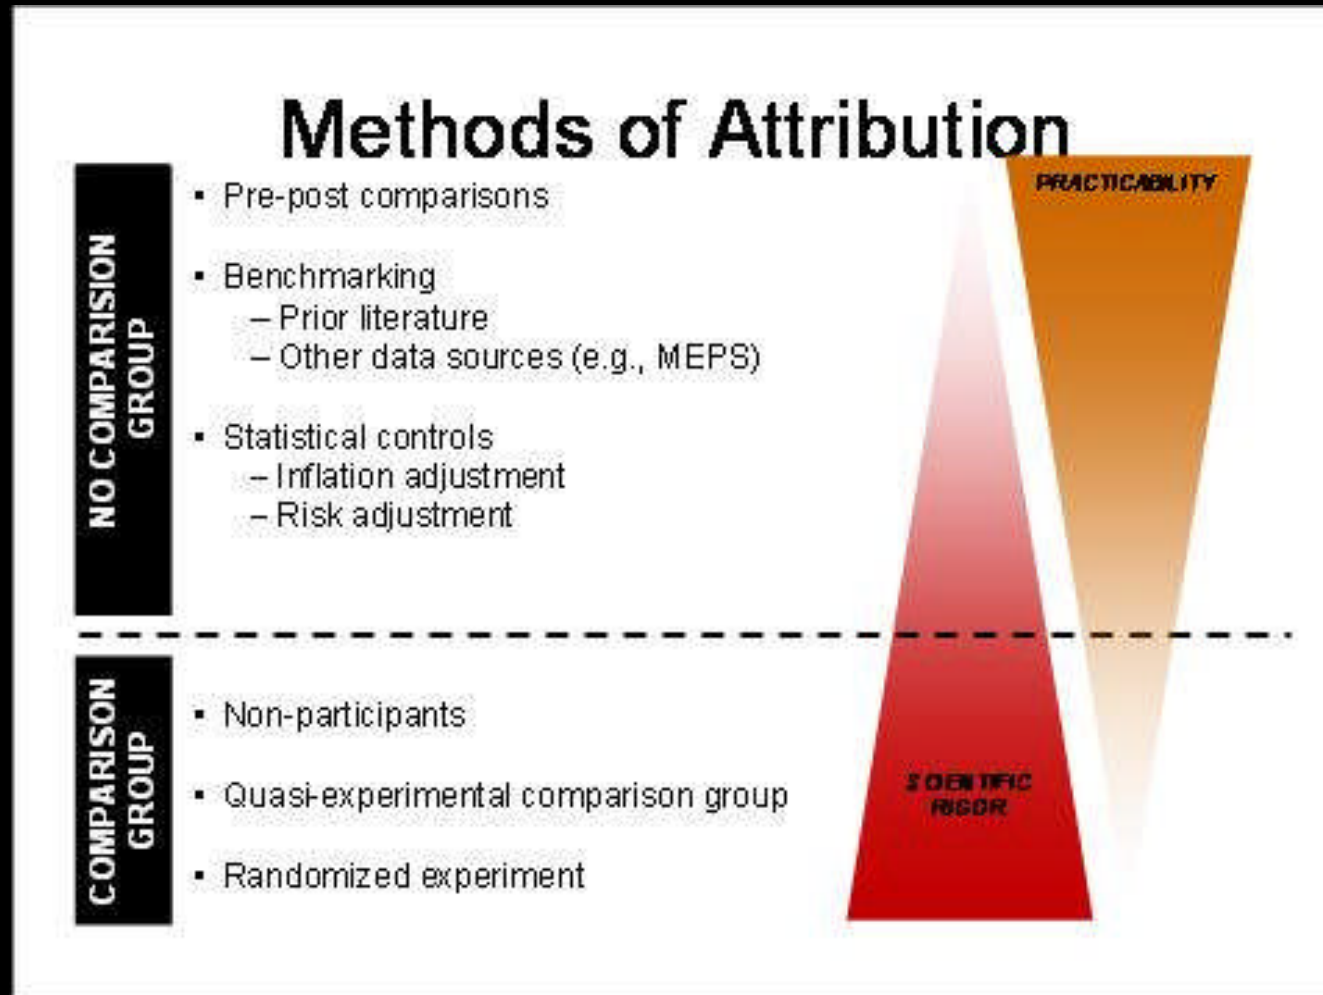 Methods of Attribution
NO COMPARISION
GROUP
▪ Pre-post comparisons
▪ Benchmarking
– Prior literature
– Other data sources (e.g., MEPS)
▪ Statistical controls
– Inflation adjustment
– Risk adjustment
PRACTICABILITY
COMPARISON
GROUP
▪ Non-participants
▪ Quasi-experimental comparison group
▪ Randomized experiment
SCIENTIFIC
RIGOR